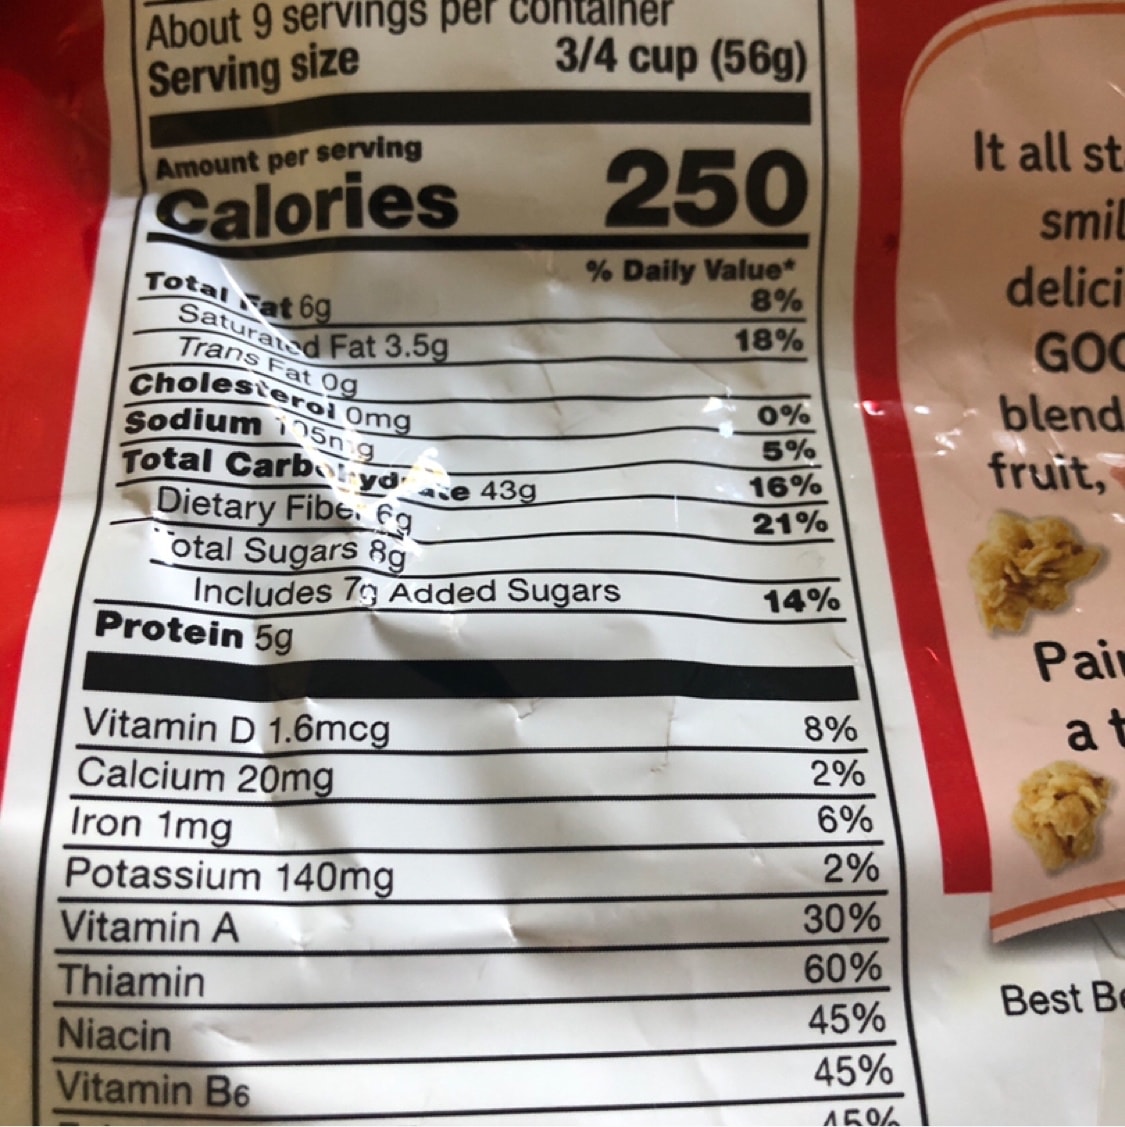 About 9 servings per container
Serving size 3/4 cup (56g)
Amount per serving
Calories 250
% Daily Value*
Total Fat 6g 8%
Saturated Fat 3.5g 18%
Trans Fat 0g
Cholesterol 0mg 0%
Sodium 5%
Total Carbohydrate 43g 16%
Dietary Fiber 6g 21%
Total Sugars 8g
Includes 7g Added Sugars 14%
Protein 5g
Vitamin D 1.6mcg 8%
Calcium 20mg 2%
Iron 1mg 6%
Potassium 140mg 2%
Vitamin A 30%
Thiamin 60%
Niacin 45%
Vitamin B6 45%
45%
It all st
smil
delici
GOO
blend
fruit,
Pair
a t
Best Be